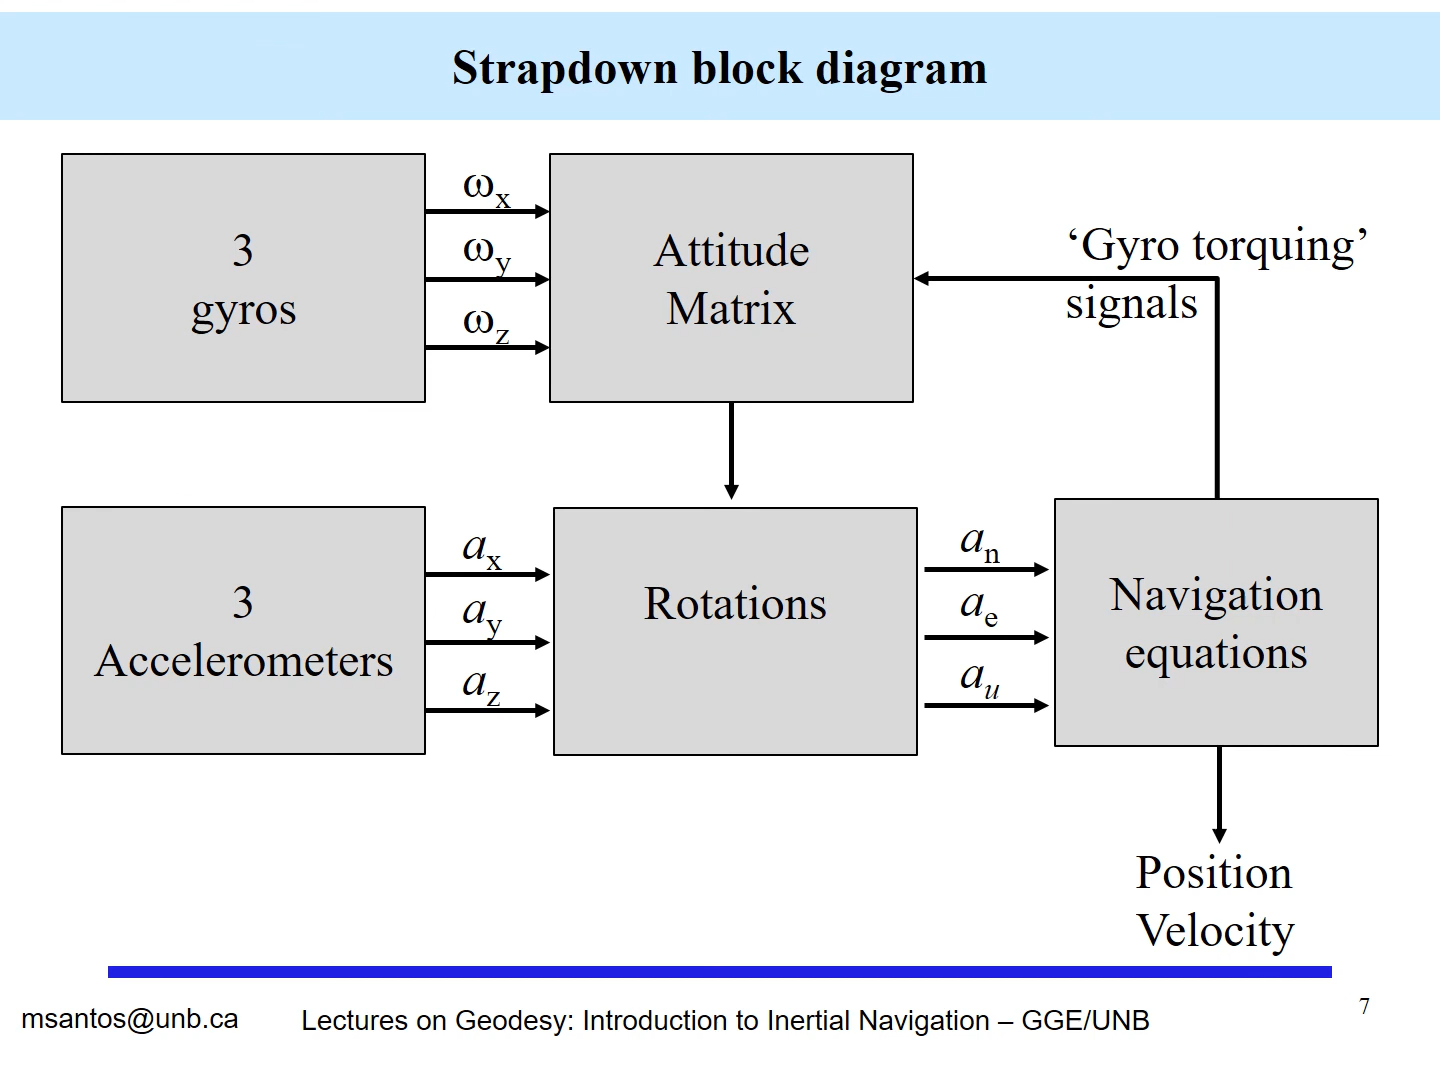 Strapdown block diagram
3
gyros
ωx
ωy
ωz
Attitude
Matrix
‘Gyro torquing’
signals
3
Accelerometers
ax
ay
az
Rotations
an
ae
au
Navigation
equations
Position
Velocity
msantos@unb.ca
Lectures on Geodesy: Introduction to Inertial Navigation – GGE/UNB
7